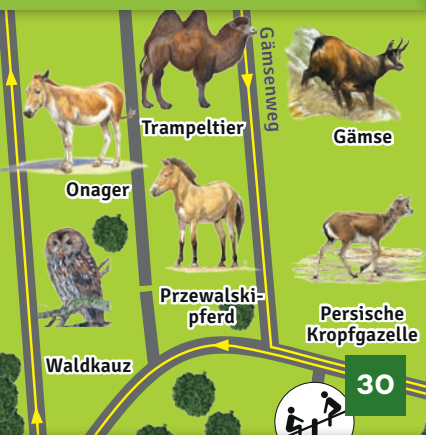 Gämsenweg
Trampeltier
Gämse
Onager
Przewalski-
pferd
Persische
Kropfgazelle
Waldkauz
30